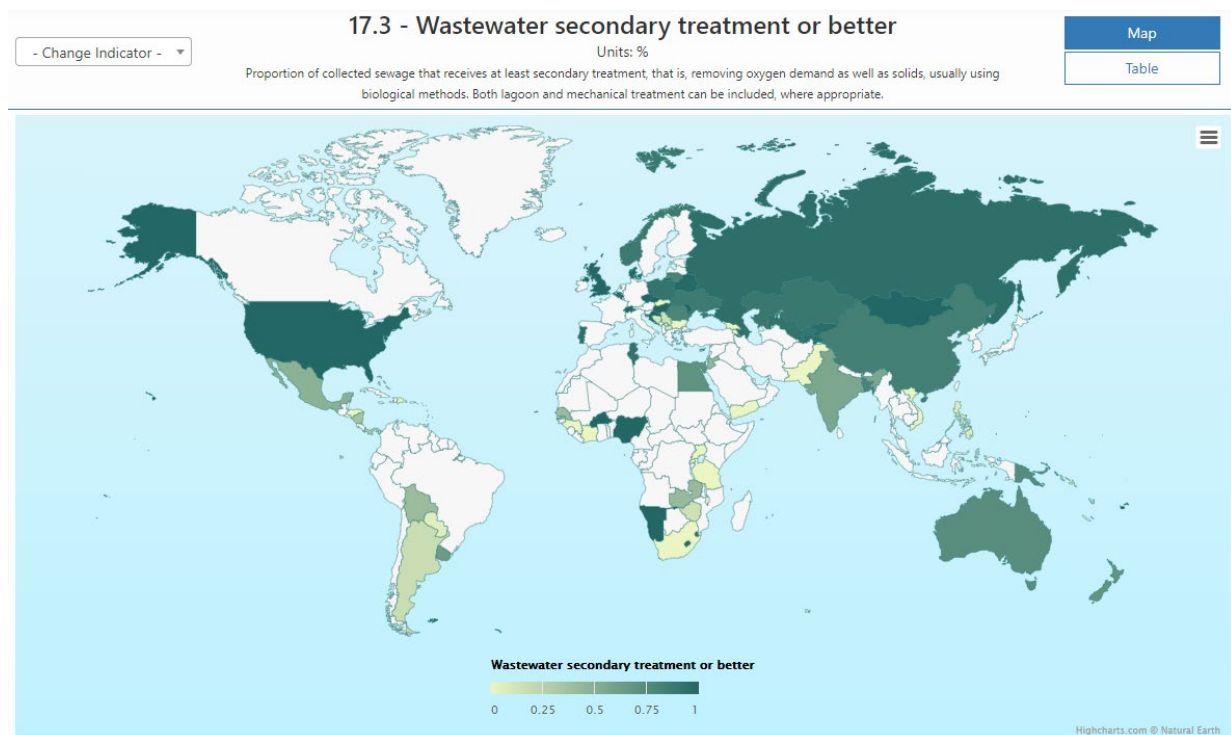 17.3 - Wastewater secondary treatment or better
- Change Indicator -
Units: %
Map
Proportion of collected sewage that receives at least secondary treatment, that is, removing oxygen demand as well as solids, usually using
biological methods. Both lagoon and mechanical treatment can be included, where appropriate.
Table
Wastewater secondary treatment or better
0 0.25 0.5 0.75 1
Highcharts.com © Natural Earth